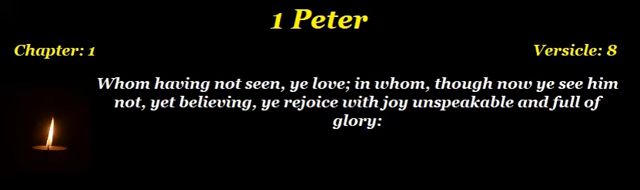 1 Peter
Chapter: 1
Versicle: 8
Whom having not seen, ye love; in whom, though now ye see him
not, yet believing, ye rejoice with joy unspeakable and full of
glory: